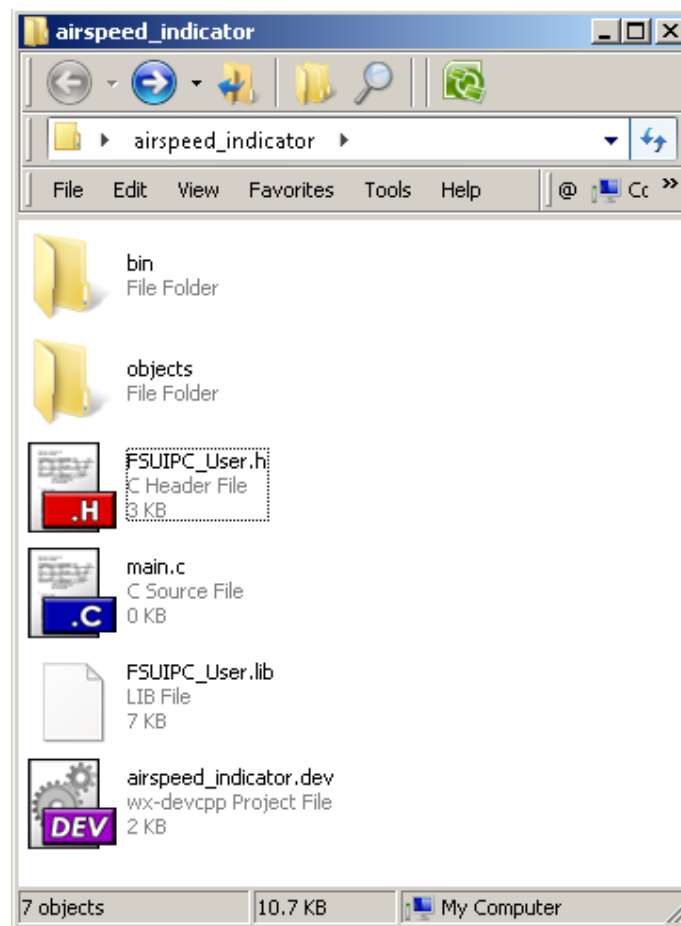 airspeed_indicator
airspeed_indicator
File Edit View Favorites Tools Help @ Cc »
bin
File Folder
objects
File Folder
FSUIPC_User.h
C Header File
3 KB
.H
main.c
C Source File
0 KB
.C
FSUIPC_User.lib
LIB File
7 KB
airspeed_indicator.dev
wx-devcpp Project File
2 KB
DEV
7 objects 10.7 KB My Computer